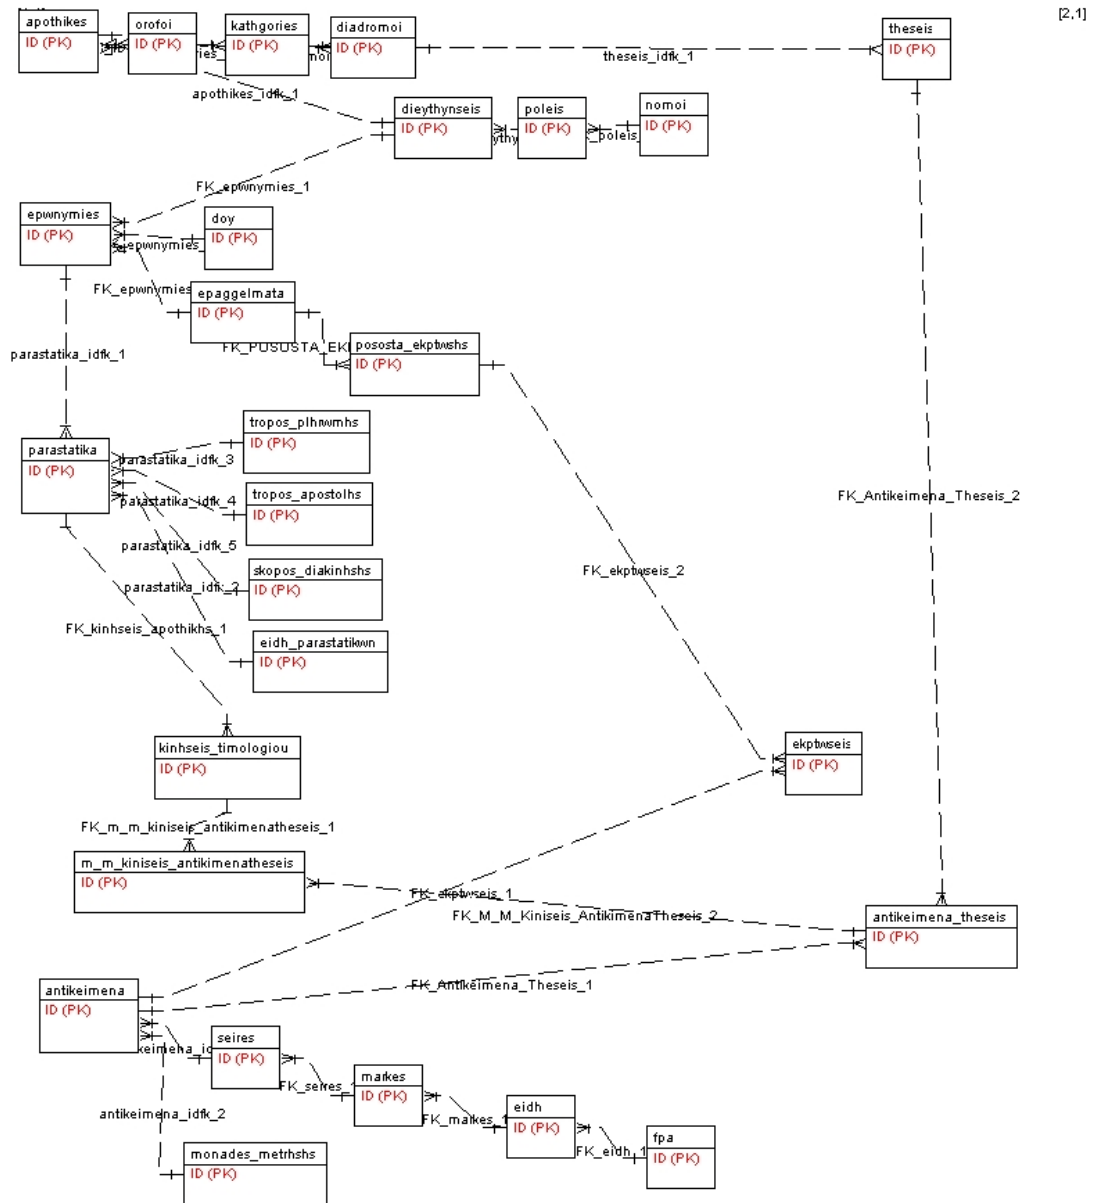 [2,1]
apothikes
ID (PK)
orofoi
ID (PK)
kathgories
ID (PK)
diadromoi
ID (PK)
theseis
ID (PK)
theseis_idfk_1
apothikes_idfk_1
dieythynseis
ID (PK)
poleis
ID (PK)
nomoi
ID (PK)
FK_epwnymies_1
epwnymies
ID (PK)
doy
ID (PK)
epwnymies_
FK_epwnymies
epaggelmata
ID (PK)
FK_POSOSTA_EK
pososta_ekptwshs
ID (PK)
parastatika_idfk_1
parastatika
ID (PK)
tropos_plhrwmhs
ID (PK)
parastatika_idfk_3
tropos_apostolhs
ID (PK)
parastatika_idfk_4
FK_Antikeimena_Theseis_2
parastatika_idfk_5
skopos_diakinhshs
ID (PK)
FK_ekptwseis_2
parastatika_idfk_2
FK_kinhseis_apothikhs_1
eidh_parastatikwn
ID (PK)
kinhseis_timologiou
ID (PK)
ekptwseis
ID (PK)
FK_m_m_kiniseis_antikimenatheseis_1
m_m_kiniseis_antikimenatheseis
ID (PK)
FK_ekptwseis_1
FK_M_M_Kiniseis_AntikimenaTheseis_2
antikeimena_theseis
ID (PK)
antikeimena
ID (PK)
FK_Antikeimena_Theseis_1
seires
ID (PK)
FK_seires_
markes
ID (PK)
antikeimena_idfk_2
FK_markes_1
eidh
ID (PK)
FK_eidh_1
fpa
ID (PK)
monades_metrhshs
ID (PK)